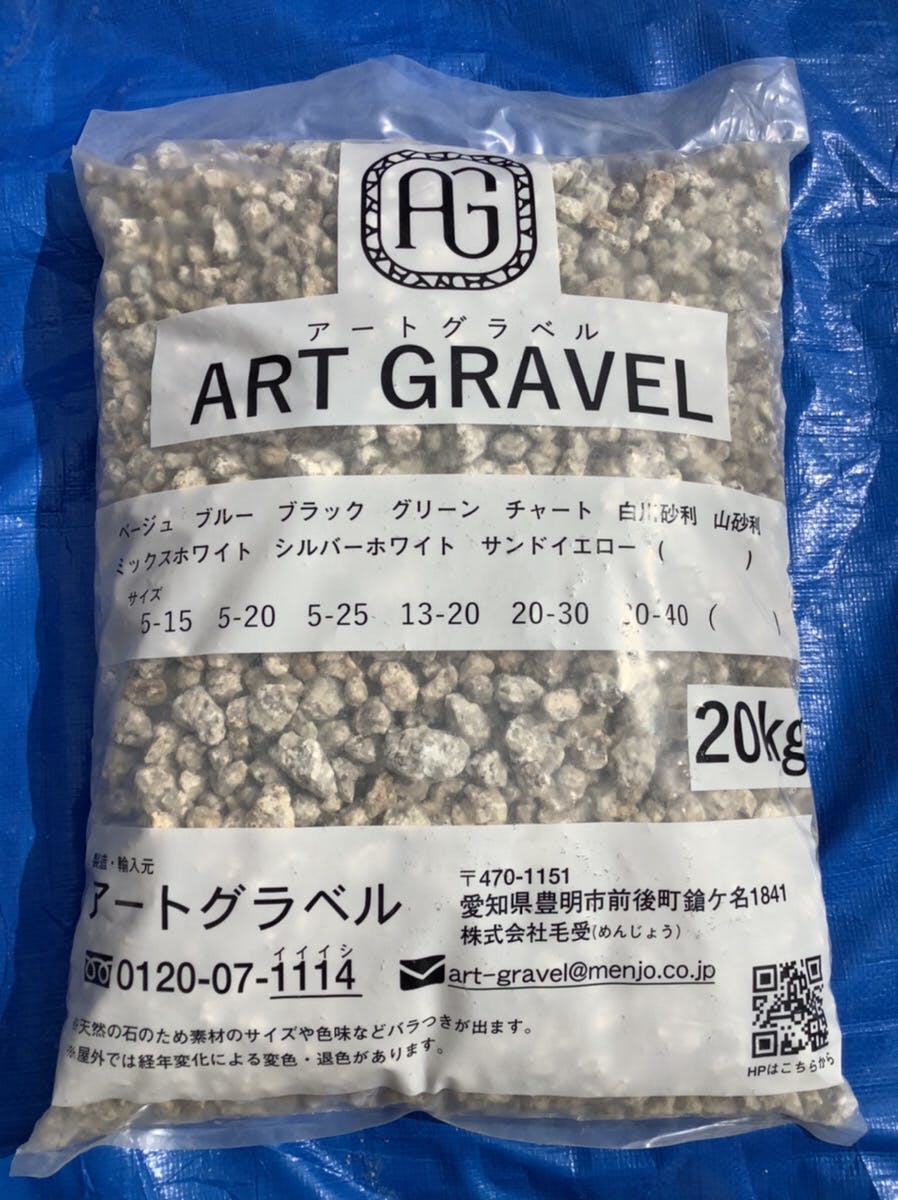 AG
アートグラベル
ART GRAVEL
ベージュ ブルー ブラック グリーン チャート 白川砂利 山砂利
ミックスホワイト シルバーホワイト サンドイエロー ( )
サイズ
5-15 5-20 5-25 13-20 20-30 ( )
20kg
製造・輸入元
アートグラベル
イイイシ
0120-07-1114
〒470-1151
愛知県豊明市前後町鎗ケ名1841
株式会社毛受(めんじょう)
art-gravel@menjo.co.jp
※天然の石のため素材のサイズや色味などバラつきが出ます。
※屋外では経年変化による変色・退色があります。
HPはこちらから